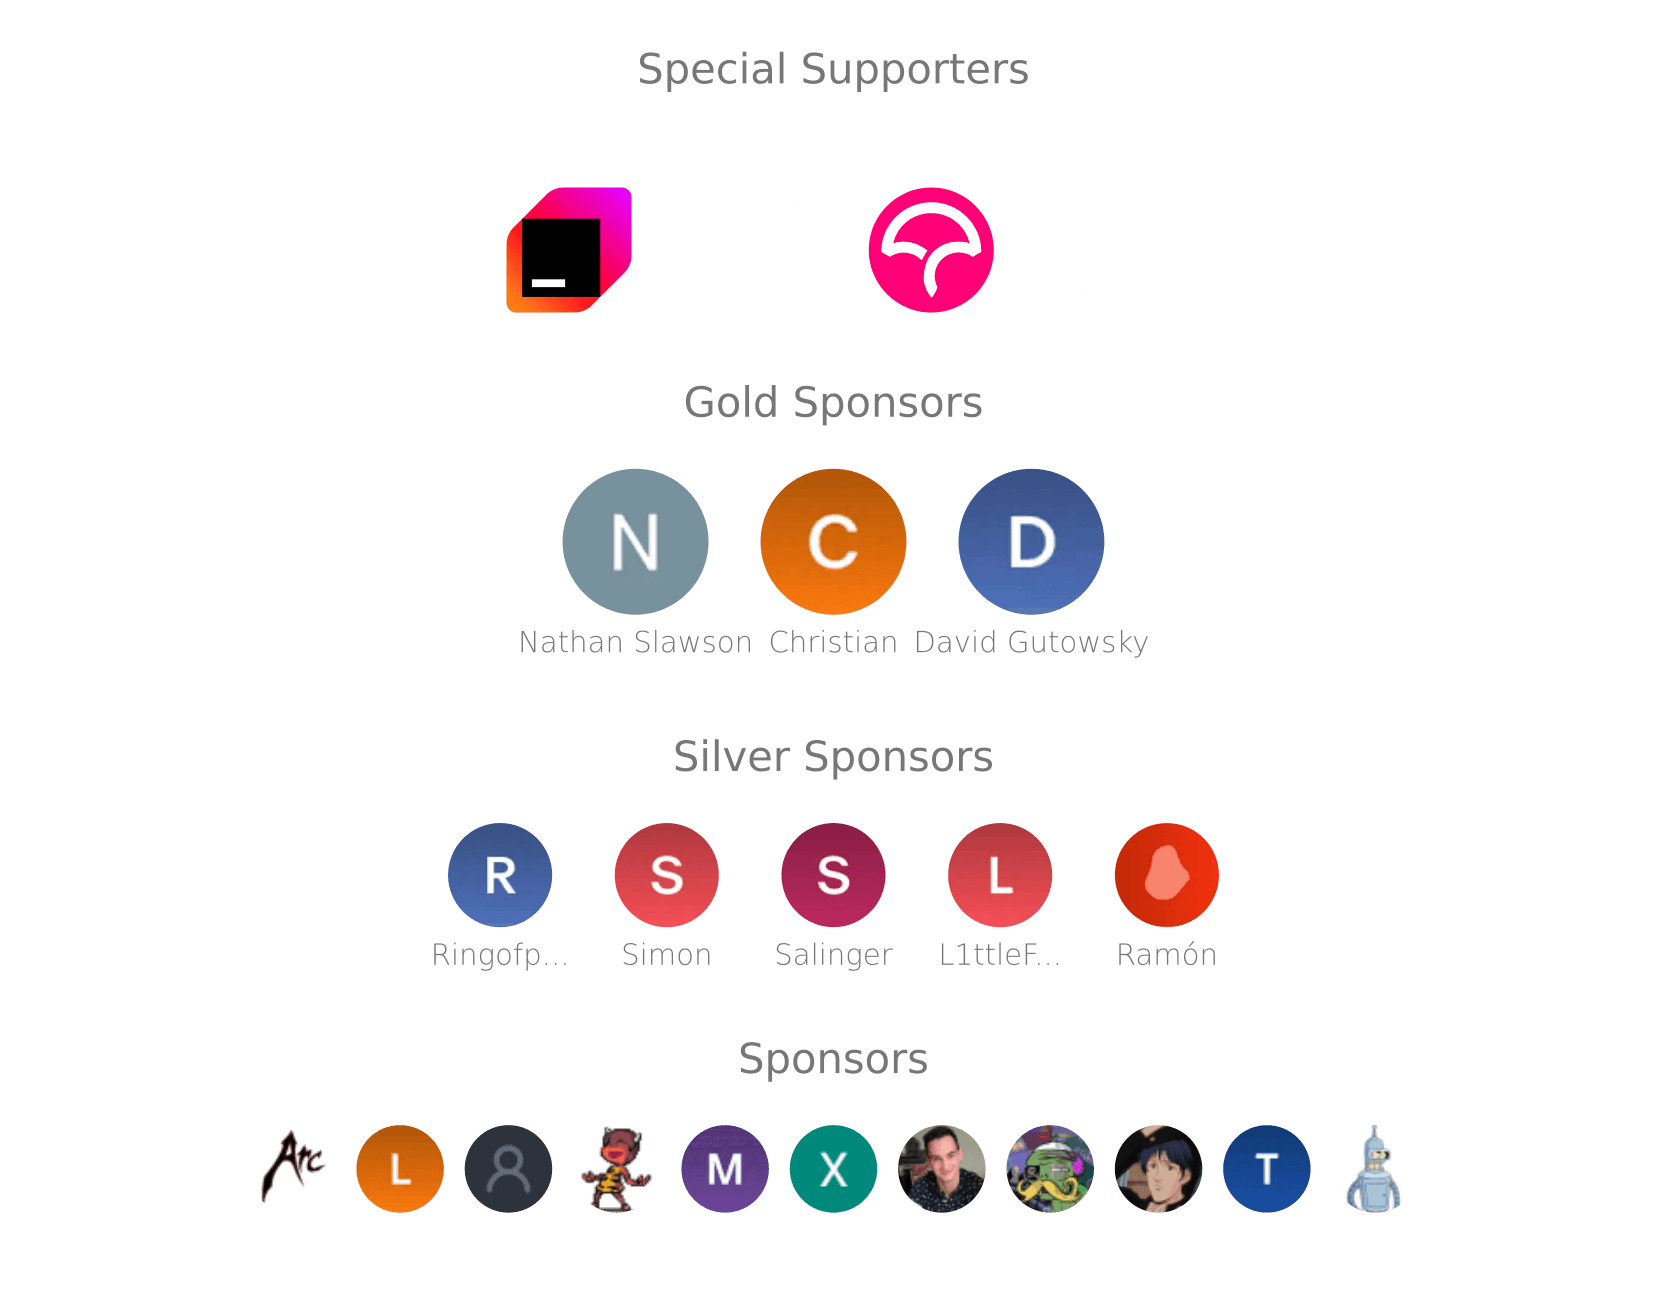 Special Supporters
Gold Sponsors
N C D
Nathan Slawson Christian David Gutowsky
Silver Sponsors
R S S L
Ringofp... Simon Salinger L1ttleF... Ramón
Sponsors
Arc L M X T